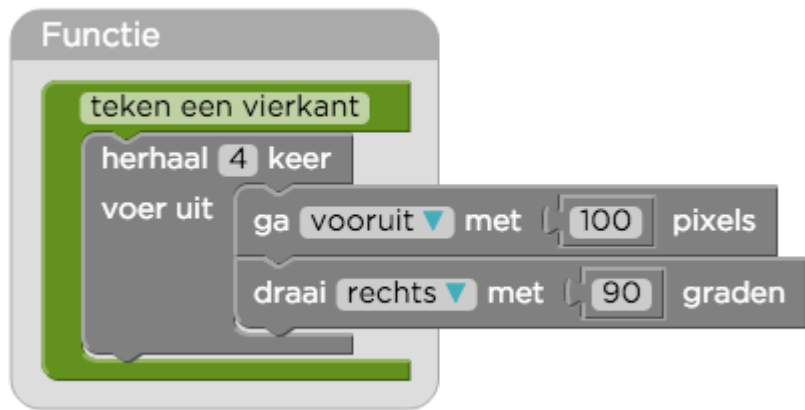 Functie
teken een vierkant
herhaal 4 keer
voer uit
ga vooruit ▼ met 100 pixels
draai rechts ▼ met 90 graden